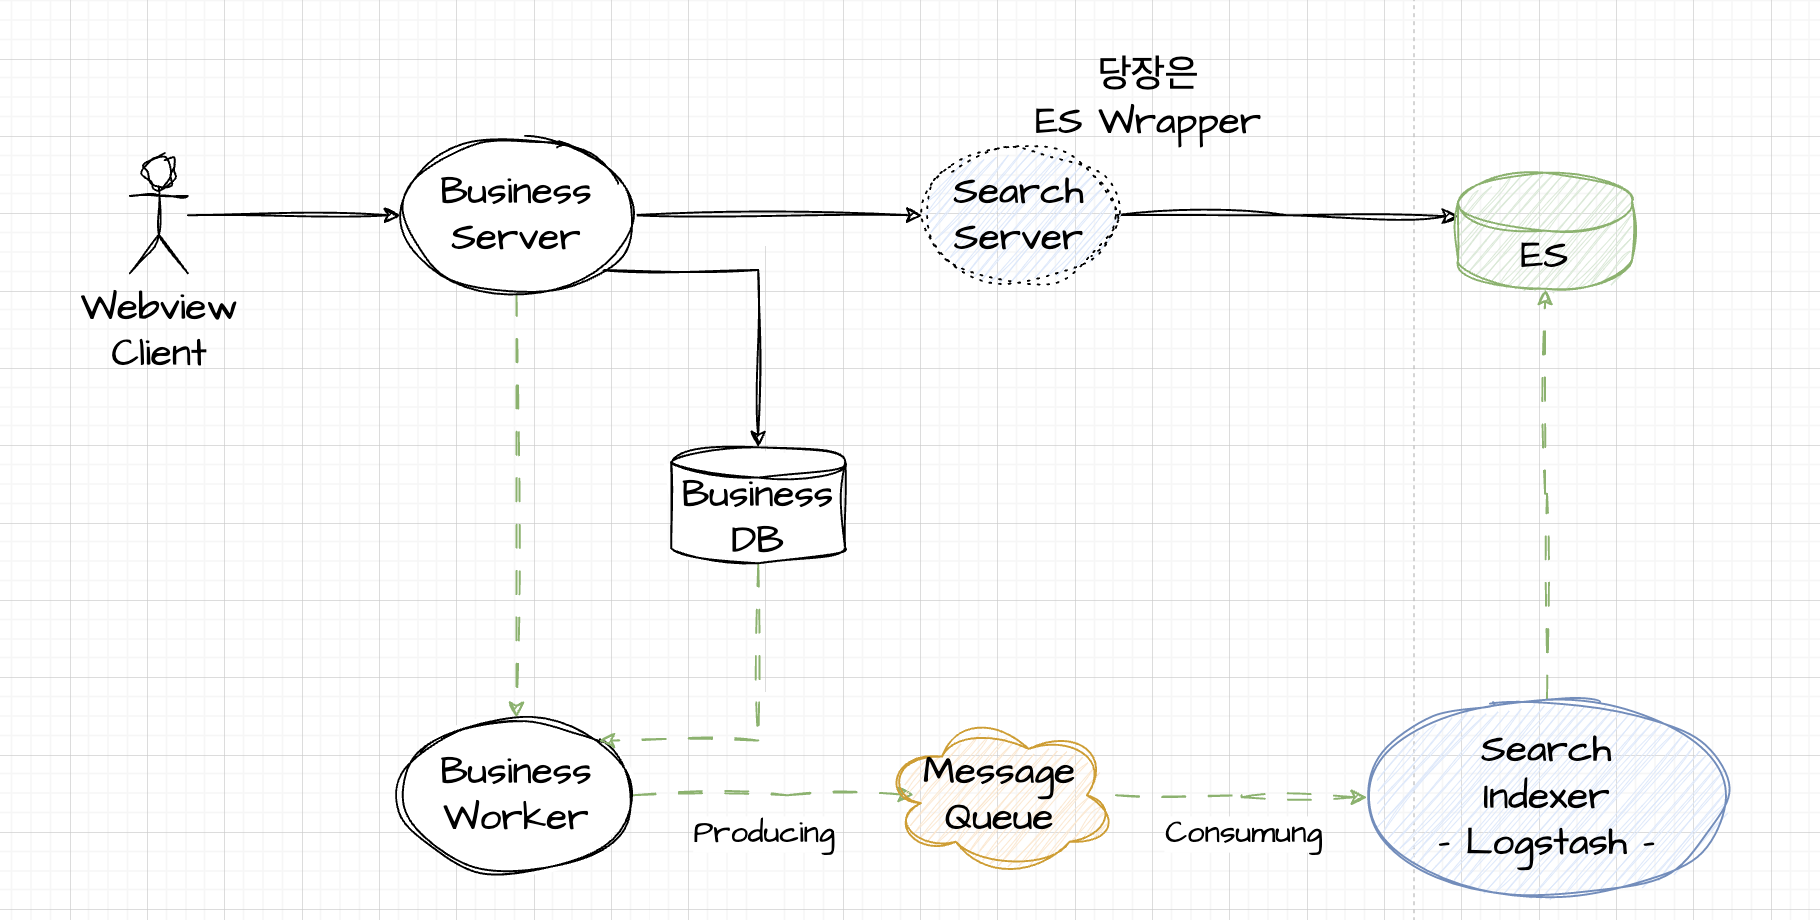 당장은
ES Wrapper
Webview
Client
Business
Server
Search
Server
ES
Business
DB
Business
Worker
Producing
Message
Queue
Consumung
Search
Indexer
- Logstash -